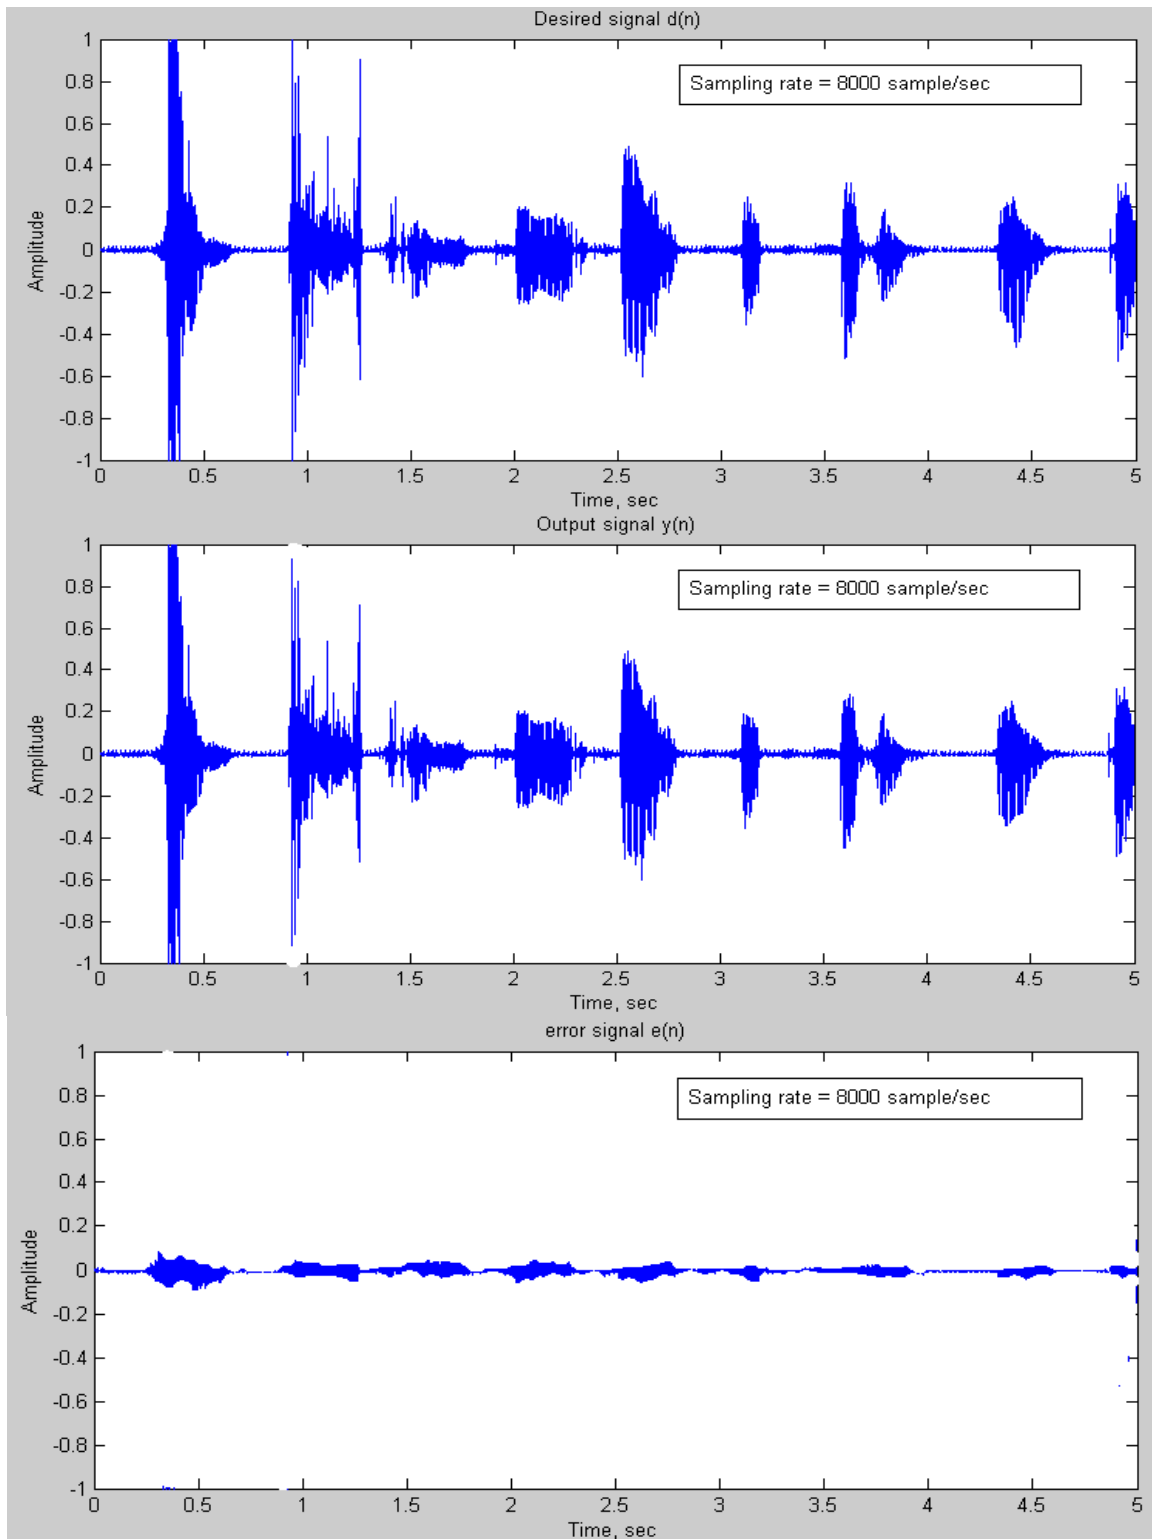 Desired signal d(n)
1
0.8
0.6
0.4
0.2
0
-0.2
-0.4
-0.6
-0.8
-1
Amplitude
Sampling rate = 8000 sample/sec
0 0.5 1 1.5 2 2.5 3 3.5 4 4.5 5
Time, sec
Output signal y(n)
1
0.8
0.6
0.4
0.2
0
-0.2
-0.4
-0.6
-0.8
-1
Amplitude
Sampling rate = 8000 sample/sec
0 0.5 1 1.5 2 2.5 3 3.5 4 4.5 5
Time, sec
error signal e(n)
1
0.8
0.6
0.4
0.2
0
-0.2
-0.4
-0.6
-0.8
-1
Amplitude
Sampling rate = 8000 sample/sec
0 0.5 1 1.5 2 2.5 3 3.5 4 4.5 5
Time, sec